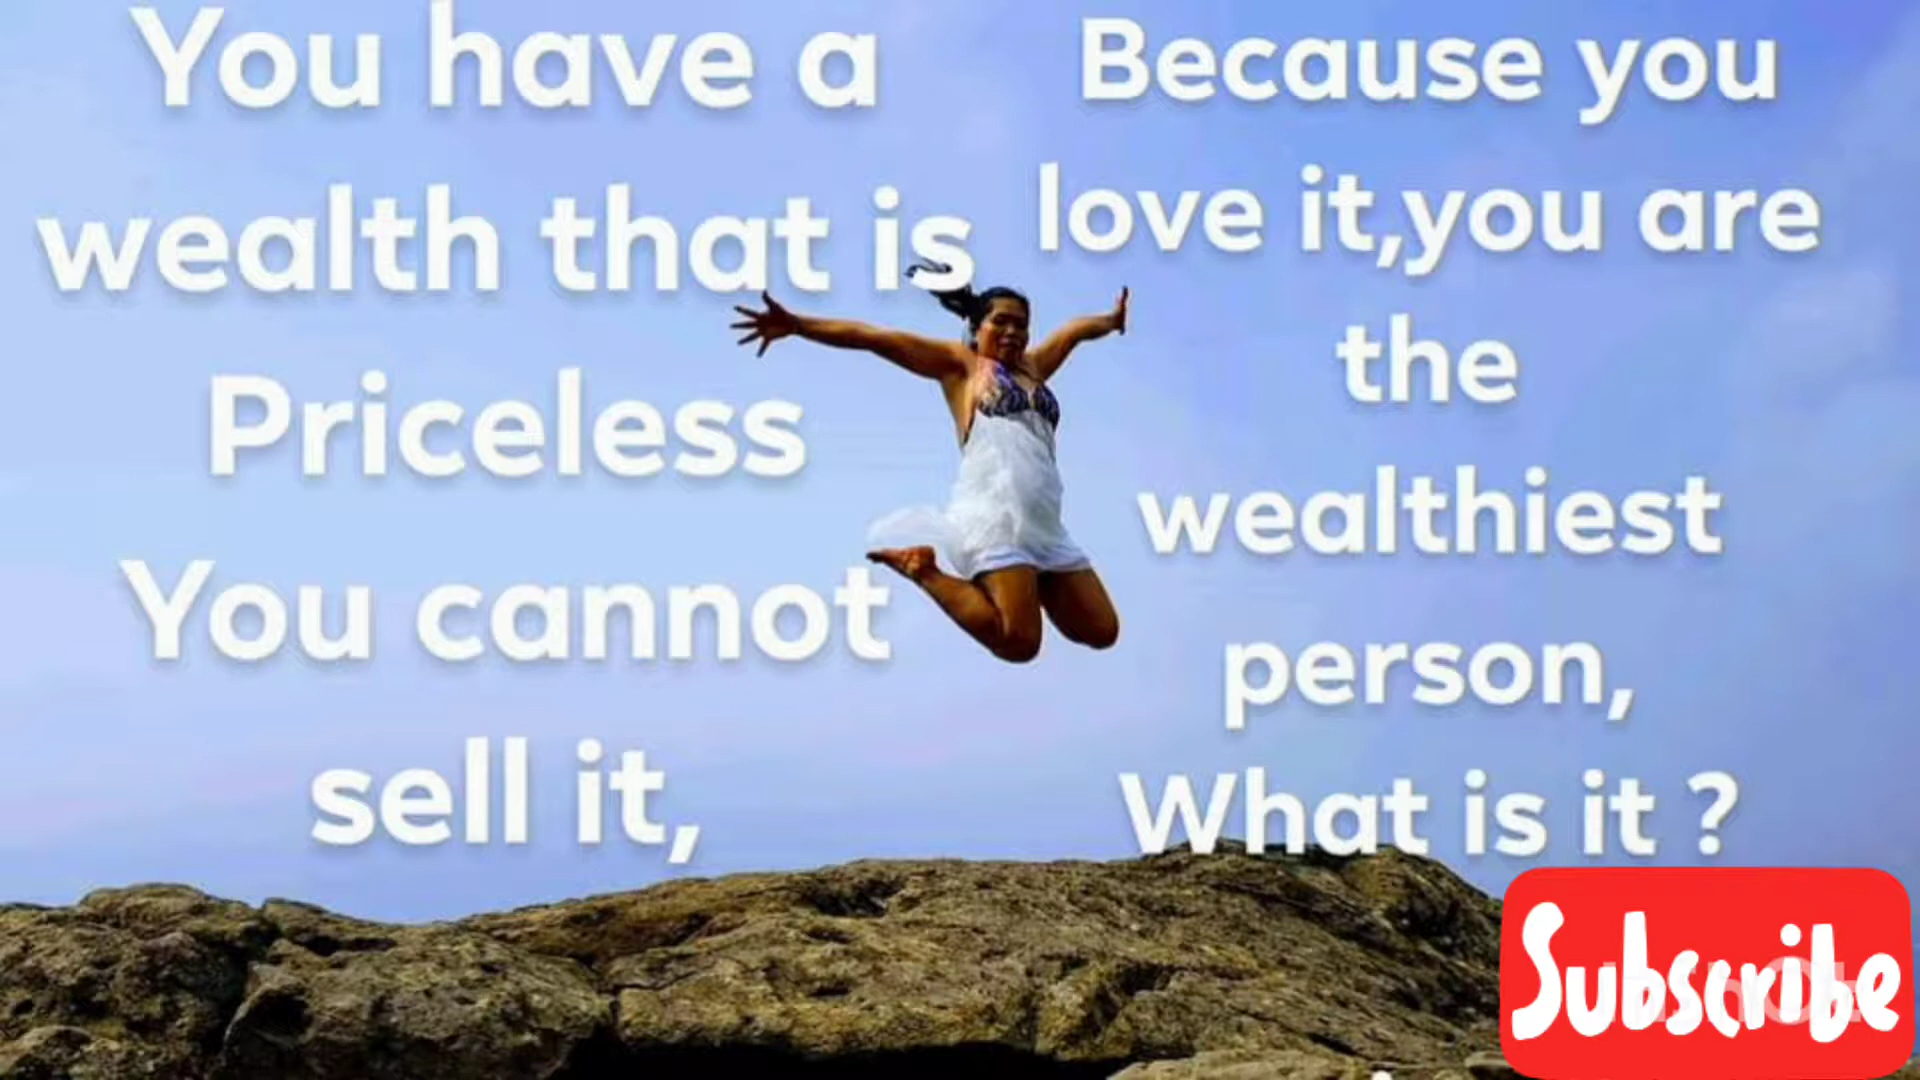 You have a
wealth that is
Priceless
You cannot
sell it,
Because you
love it,you are
the
wealthiest
person,
What is it ?
Subscribe